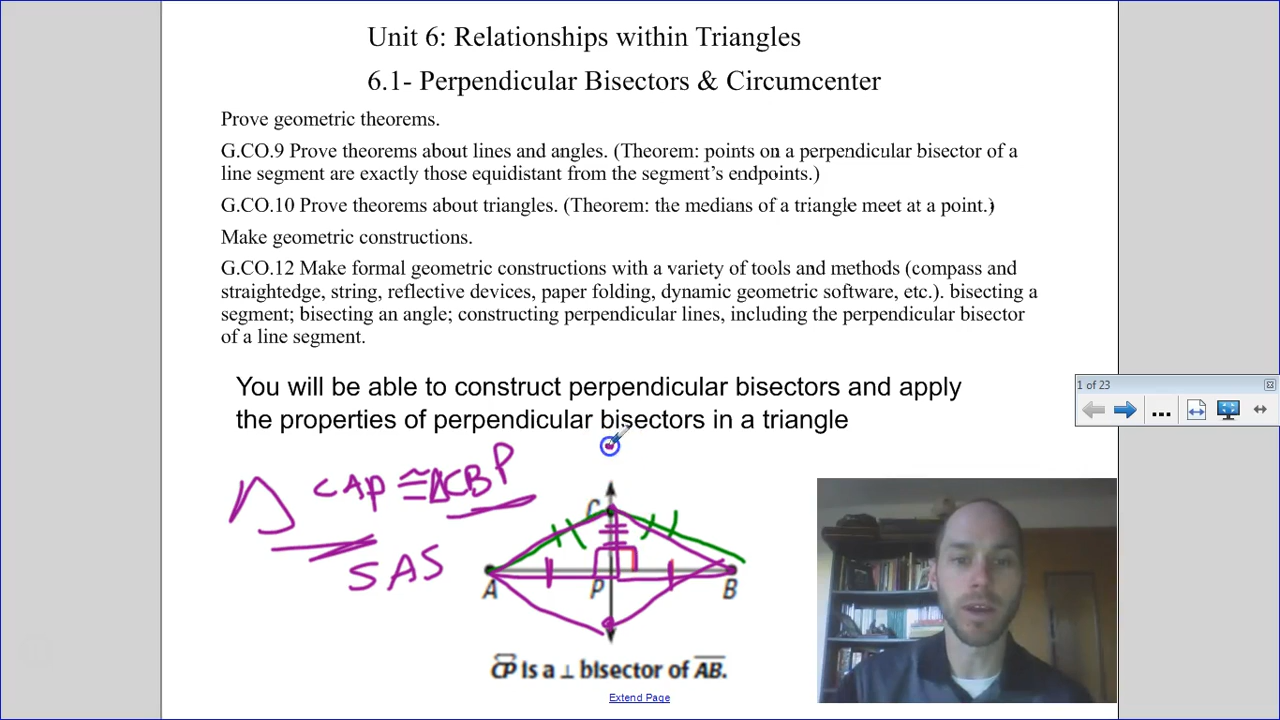 Unit 6: Relationships within Triangles
6.1- Perpendicular Bisectors & Circumcenter
Prove geometric theorems.
G.CO.9 Prove theorems about lines and angles. (Theorem: points on a perpendicular bisector of a
line segment are exactly those equidistant from the segment's endpoints.)
G.CO.10 Prove theorems about triangles. (Theorem: the medians of a triangle meet at a point.)
Make geometric constructions.
G.CO.12 Make formal geometric constructions with a variety of tools and methods (compass and
straightedge, string, reflective devices, paper folding, dynamic geometric software, etc.). bisecting a
segment; bisecting an angle; constructing perpendicular lines, including the perpendicular bisector
of a line segment.
1 of 23
...
You will be able to construct perpendicular bisectors and apply
the properties of perpendicular bisectors in a triangle
△ CAP ≅ △CBP
SAS
C
A P B
CP is a ⊥ bisector of AB.
Extend Page